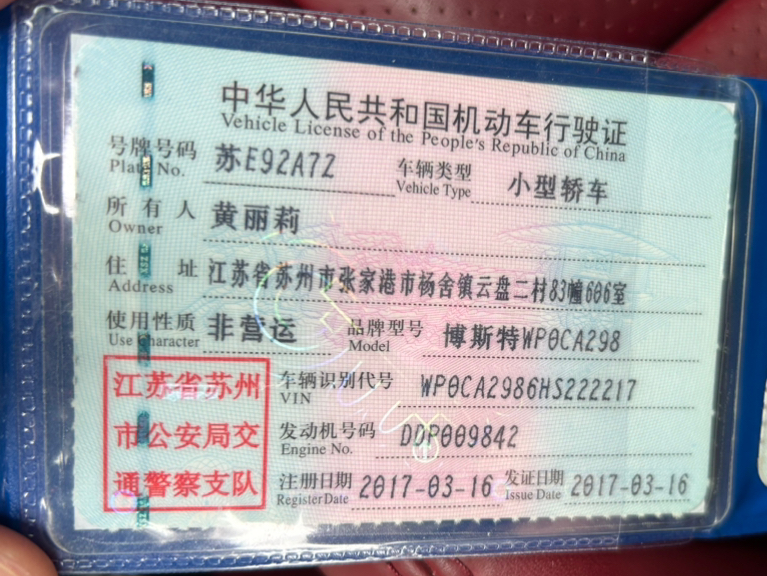 中华人民共和国机动车行驶证
Vehicle License of the People's Republic of China
号牌号码 苏E92A7Z 车辆类型 小型轿车
Plate No. Vehicle Type
所有人 黄丽莉
Owner
住址 江苏省苏州市张家港市杨舍镇云盘二村83幢606室
Address
使用性质 非营运 品牌型号 博斯特WP0CA298
Use Character Model
江苏省苏州 车辆识别代号 WP0CA2986HS222217
VIN
市公安局交 发动机号码 DDP009842
Engine No.
通警察支队 注册日期 2017-03-16 发证日期 2017-03-16
Register Date Issue Date